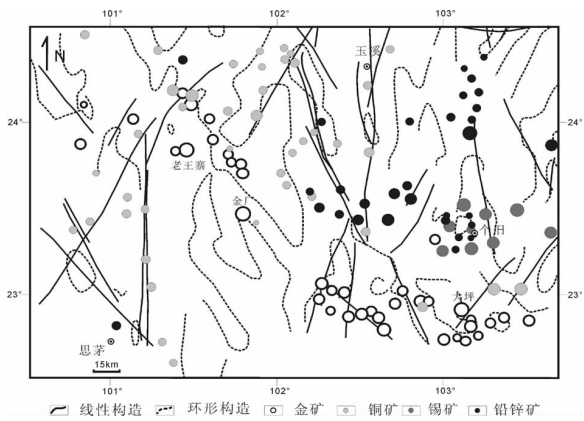 101° 102° 103°
N
玉溪
24° 24°
老王寨
金厂
个旧
23° 大坪 23°
思茅
15km
101° 102° 103°
线性构造 环形构造 金矿 铜矿 锡矿 铅锌矿